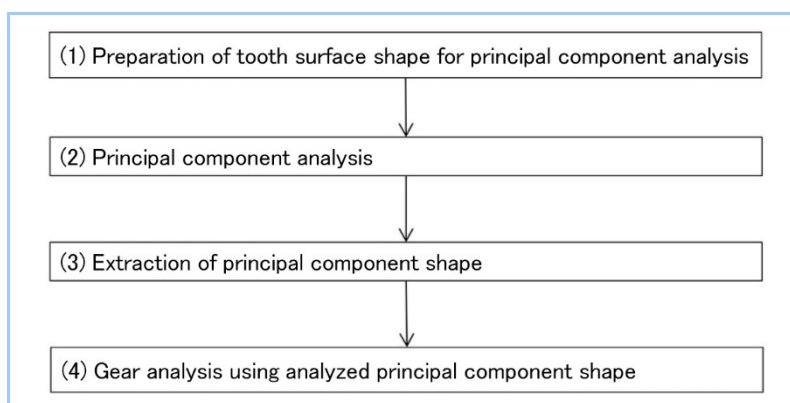 (1) Preparation of tooth surface shape for principal component analysis
(2) Principal component analysis
(3) Extraction of principal component shape
(4) Gear analysis using analyzed principal component shape